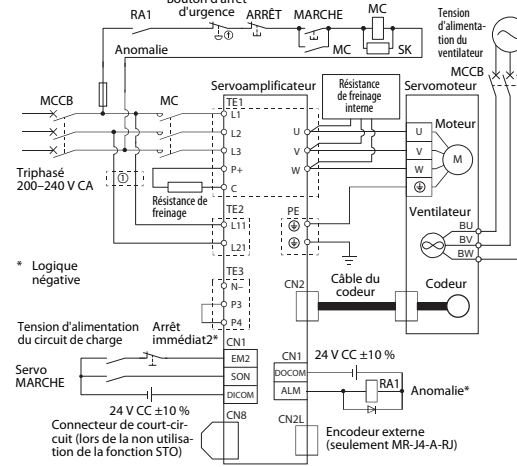 Bouton d'arrêt
d'urgence
RA1
ARRÊT
MARCHE
MC
MC
SK
Anomalie
Tension
d'alimenta-
tion du
ventilateur
MCCB
MCCB
MC
Servoamplificateur
Résistance
de freinage
interne
Servomoteur
TE1
L1
L2
L3
P+
C
U
V
W
U
V
W
Moteur
M
Triphasé
200–240 V CA
①
Résistance de
freinage
TE2
L11
L21
PE
Ventilateur
BU
BV
BW
* Logique
négative
TE3
N–
P3
P4
CN2
Câble du
codeur
Codeur
Tension d'alimentation
du circuit de charge
Arrêt
immédiat2*
Servo
MARCHE
CN1
EM2
SON
DICOM
24 V CC ±10 %
CN1
DOCOM
ALM
24 V CC ±10 %
RA1
Anomalie*
Connecteur de court-cir-
cuit (lors de la non utilisa-
tion de la fonction STO)
CN8
CN2L
Encodeur externe
(seulement MR-J4-A-RJ)